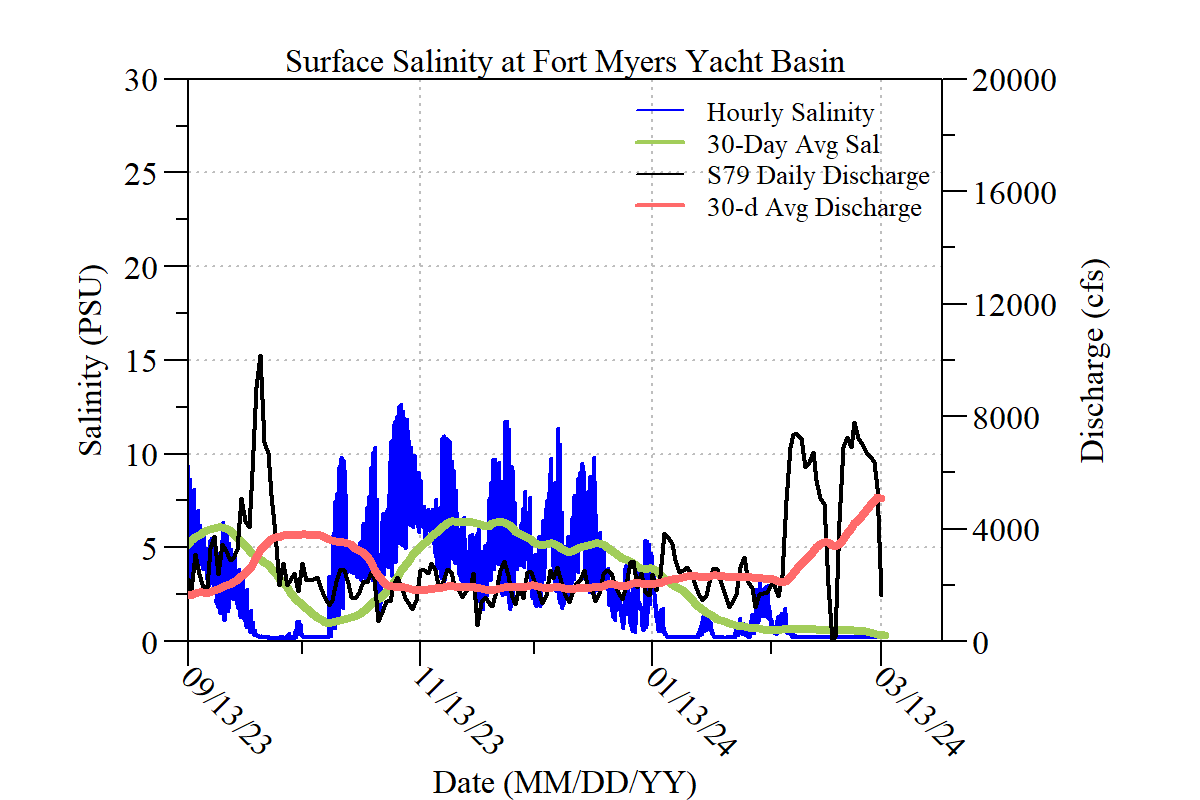 Surface Salinity at Fort Myers Yacht Basin
30
25
20
15
10
5
0
Salinity (PSU)
Hourly Salinity
30-Day Avg Sal
S79 Daily Discharge
30-d Avg Discharge
20000
16000
12000
8000
4000
0
Discharge (cfs)
09/13/23
11/13/23
01/13/24
03/13/24
Date (MM/DD/YY)